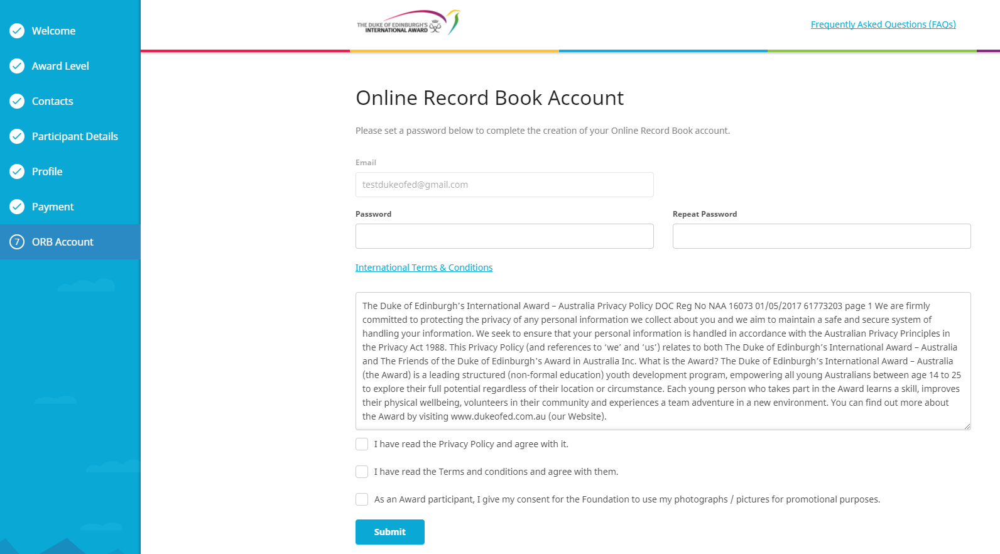 Welcome
Award Level
Contacts
Participant Details
Profile
Payment
7 ORB Account
THE DUKE OF EDINBURGH'S
INTERNATIONAL AWARD
Frequently Asked Questions (FAQs)
Online Record Book Account
Please set a password below to complete the creation of your Online Record Book account.
Email
testdukeofed@gmail.com
Password
Repeat Password
International Terms & Conditions
The Duke of Edinburgh’s International Award – Australia Privacy Policy DOC Reg No NAA 16073 01/05/2017 61773203 page 1 We are firmly
committed to protecting the privacy of any personal information we collect about you and we aim to maintain a safe and secure system of
handling your information. We seek to ensure that your personal information is handled in accordance with the Australian Privacy Principles in
the Privacy Act 1988. This Privacy Policy (and references to ‘we’ and ‘us’) relates to both The Duke of Edinburgh’s International Award – Australia
and The Friends of the Duke of Edinburgh's Award in Australia Inc. What is the Award? The Duke of Edinburgh’s International Award – Australia
(the Award) is a leading structured (non-formal education) youth development program, empowering all young Australians between age 14 to 25
to explore their full potential regardless of their location or circumstance. Each young person who takes part in the Award learns a skill, improves
their physical wellbeing, volunteers in their community and experiences a team adventure in a new environment. You can find out more about
the Award by visiting www.dukeofed.com.au (our Website).
I have read the Privacy Policy and agree with it.
I have read the Terms and conditions and agree with them.
As an Award participant, I give my consent for the Foundation to use my photographs / pictures for promotional purposes.
Submit